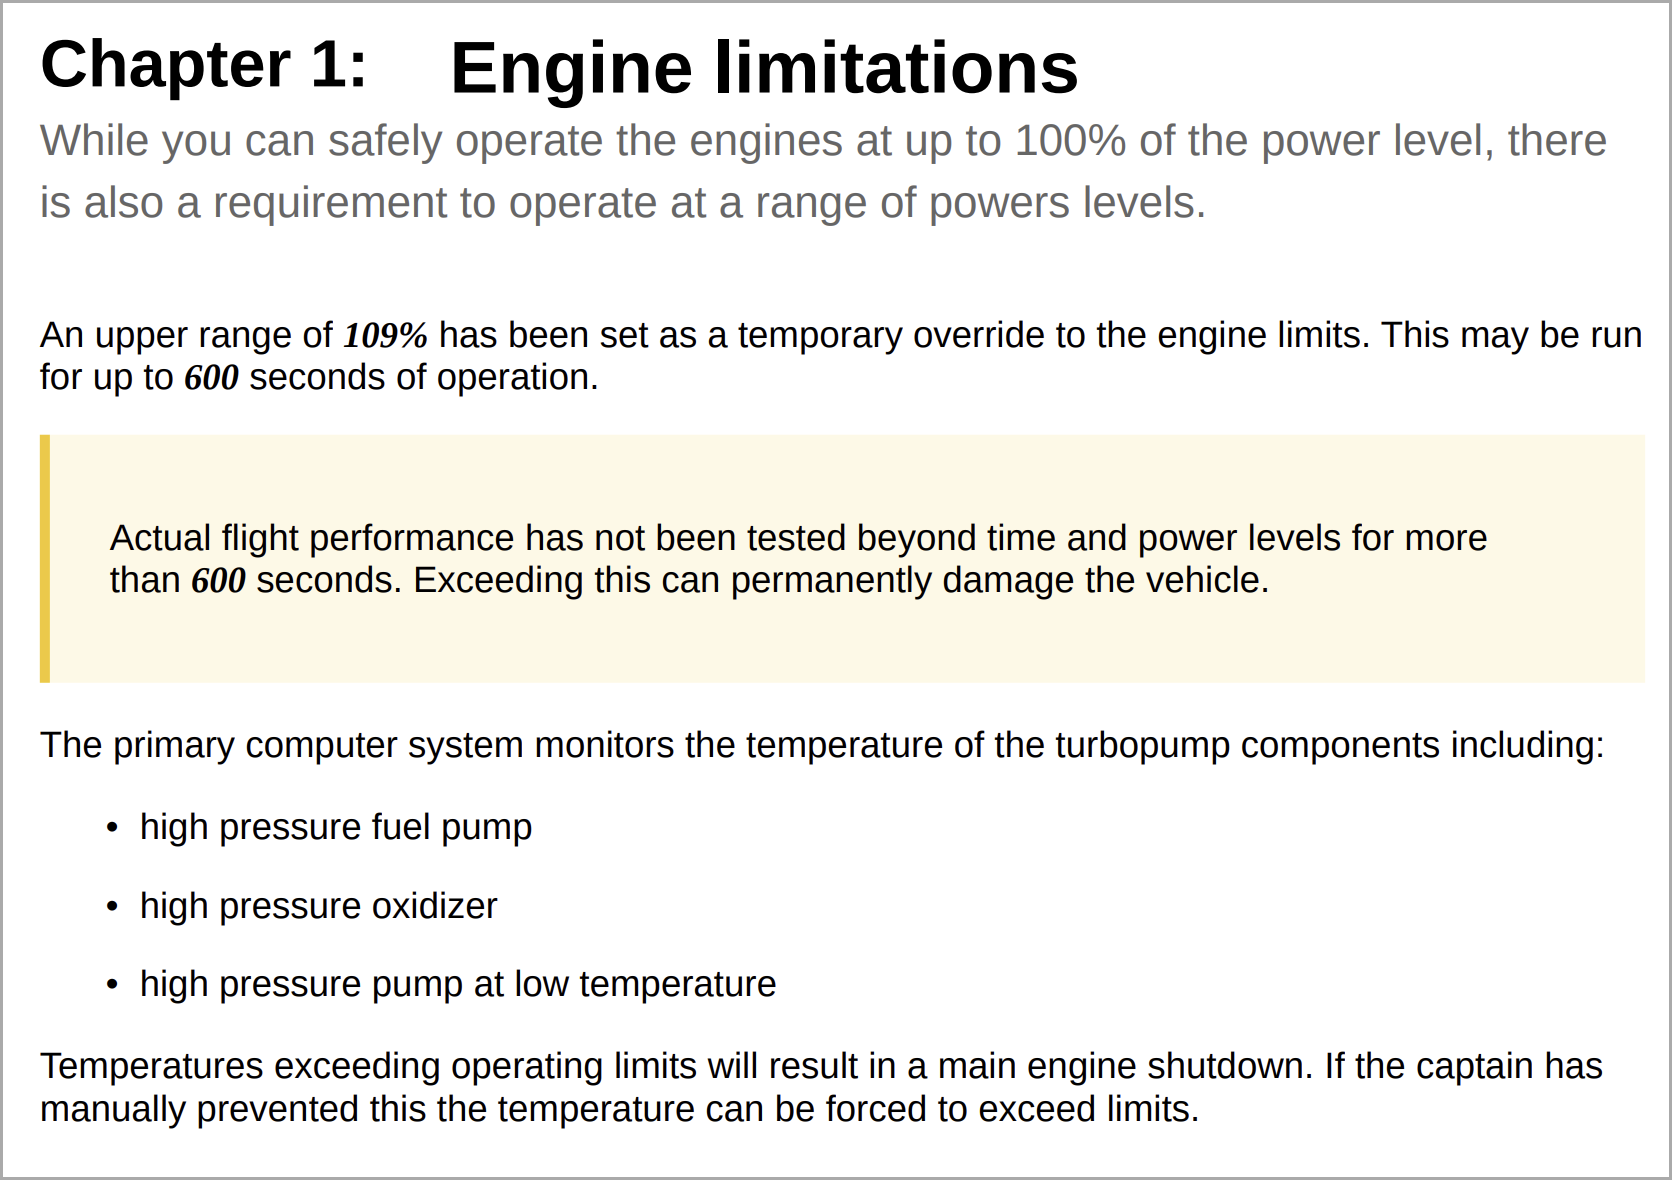 Chapter 1: Engine limitations
While you can safely operate the engines at up to 100% of the power level, there
is also a requirement to operate at a range of powers levels.
An upper range of 109% has been set as a temporary override to the engine limits. This may be run
for up to 600 seconds of operation.
Actual flight performance has not been tested beyond time and power levels for more
than 600 seconds. Exceeding this can permanently damage the vehicle.
The primary computer system monitors the temperature of the turbopump components including:
• high pressure fuel pump
• high pressure oxidizer
• high pressure pump at low temperature
Temperatures exceeding operating limits will result in a main engine shutdown. If the captain has
manually prevented this the temperature can be forced to exceed limits.